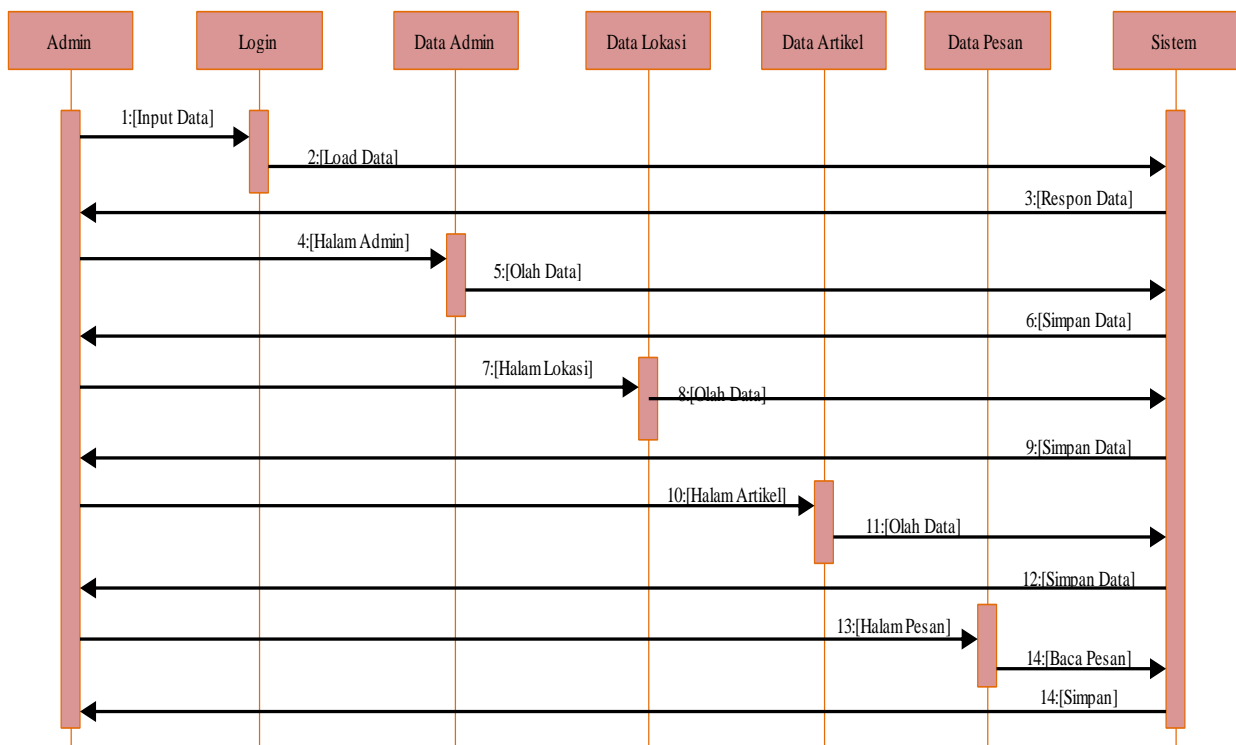 Admin
Login
Data Admin
Data Lokasi
Data Artikel
Data Pesan
Sistem
1:[Input Data]
2:[Load Data]
3:[Respon Data]
4:[Halam Admin]
5:[Olah Data]
6:[Simpan Data]
7:[Halam Lokasi]
8:[Olah Data]
9:[Simpan Data]
10:[Halam Artikel]
11:[Olah Data]
12:[Simpan Data]
13:[Halam Pesan]
14:[Baca Pesan]
14:[Simpan]